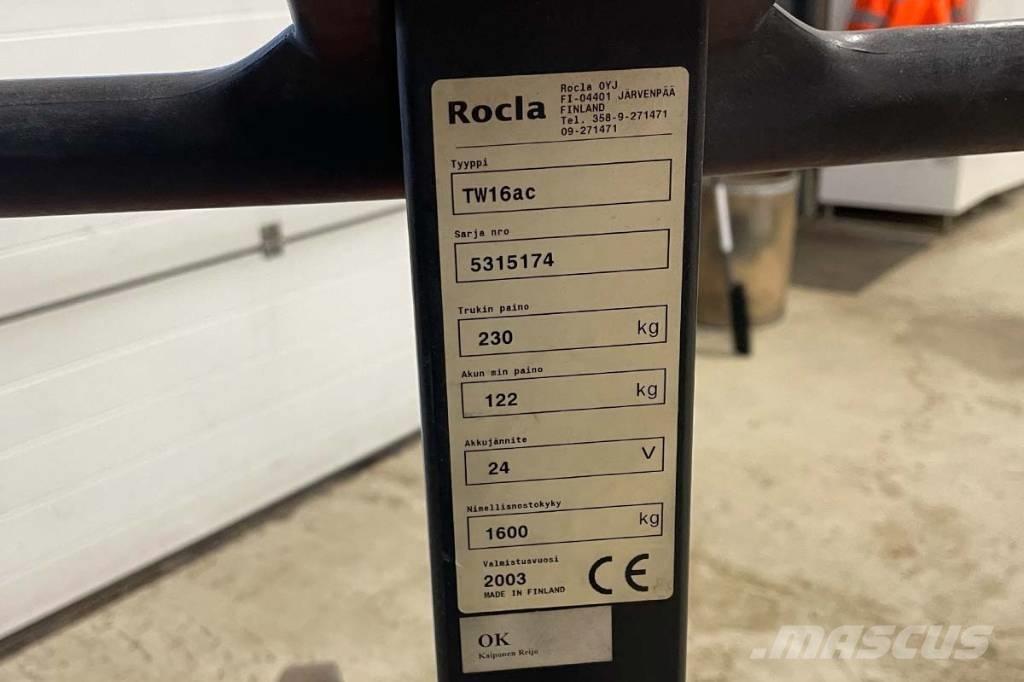 Rocla
Rocla OYJ
FI-04401 JÄRVENPÄÄ
FINLAND
Tel. 358-9-271471
09-271471
Tyyppi
TW16ac
Sarja nro
5315174
Trukin paino
230 kg
Akun min paino
122 kg
Akkujännite
24 V
Nimellisnostokyky
1600 kg
Valmistusvuosi
2003
MADE IN FINLAND
CE
OK
Kaipanen Reijo
MASCUS